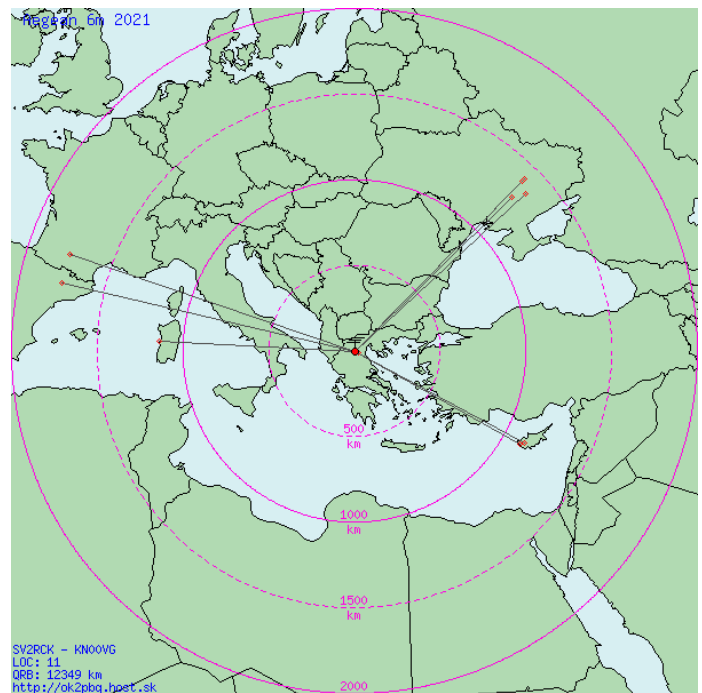 Aegean 6m 2021
500
km
1000
km
1500
km
2000
SV2RCK - KN00VG
LOC: 11
QRB: 12349 km
http://ok2pbq.host.sk